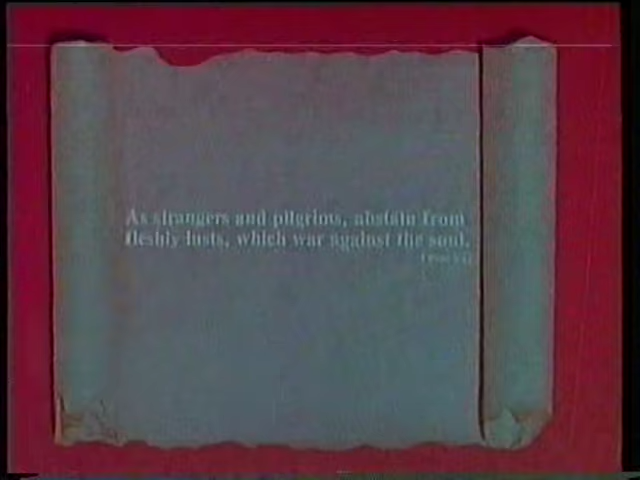 As strangers and pilgrims, abstain from
fleshly lusts, which war against the soul.